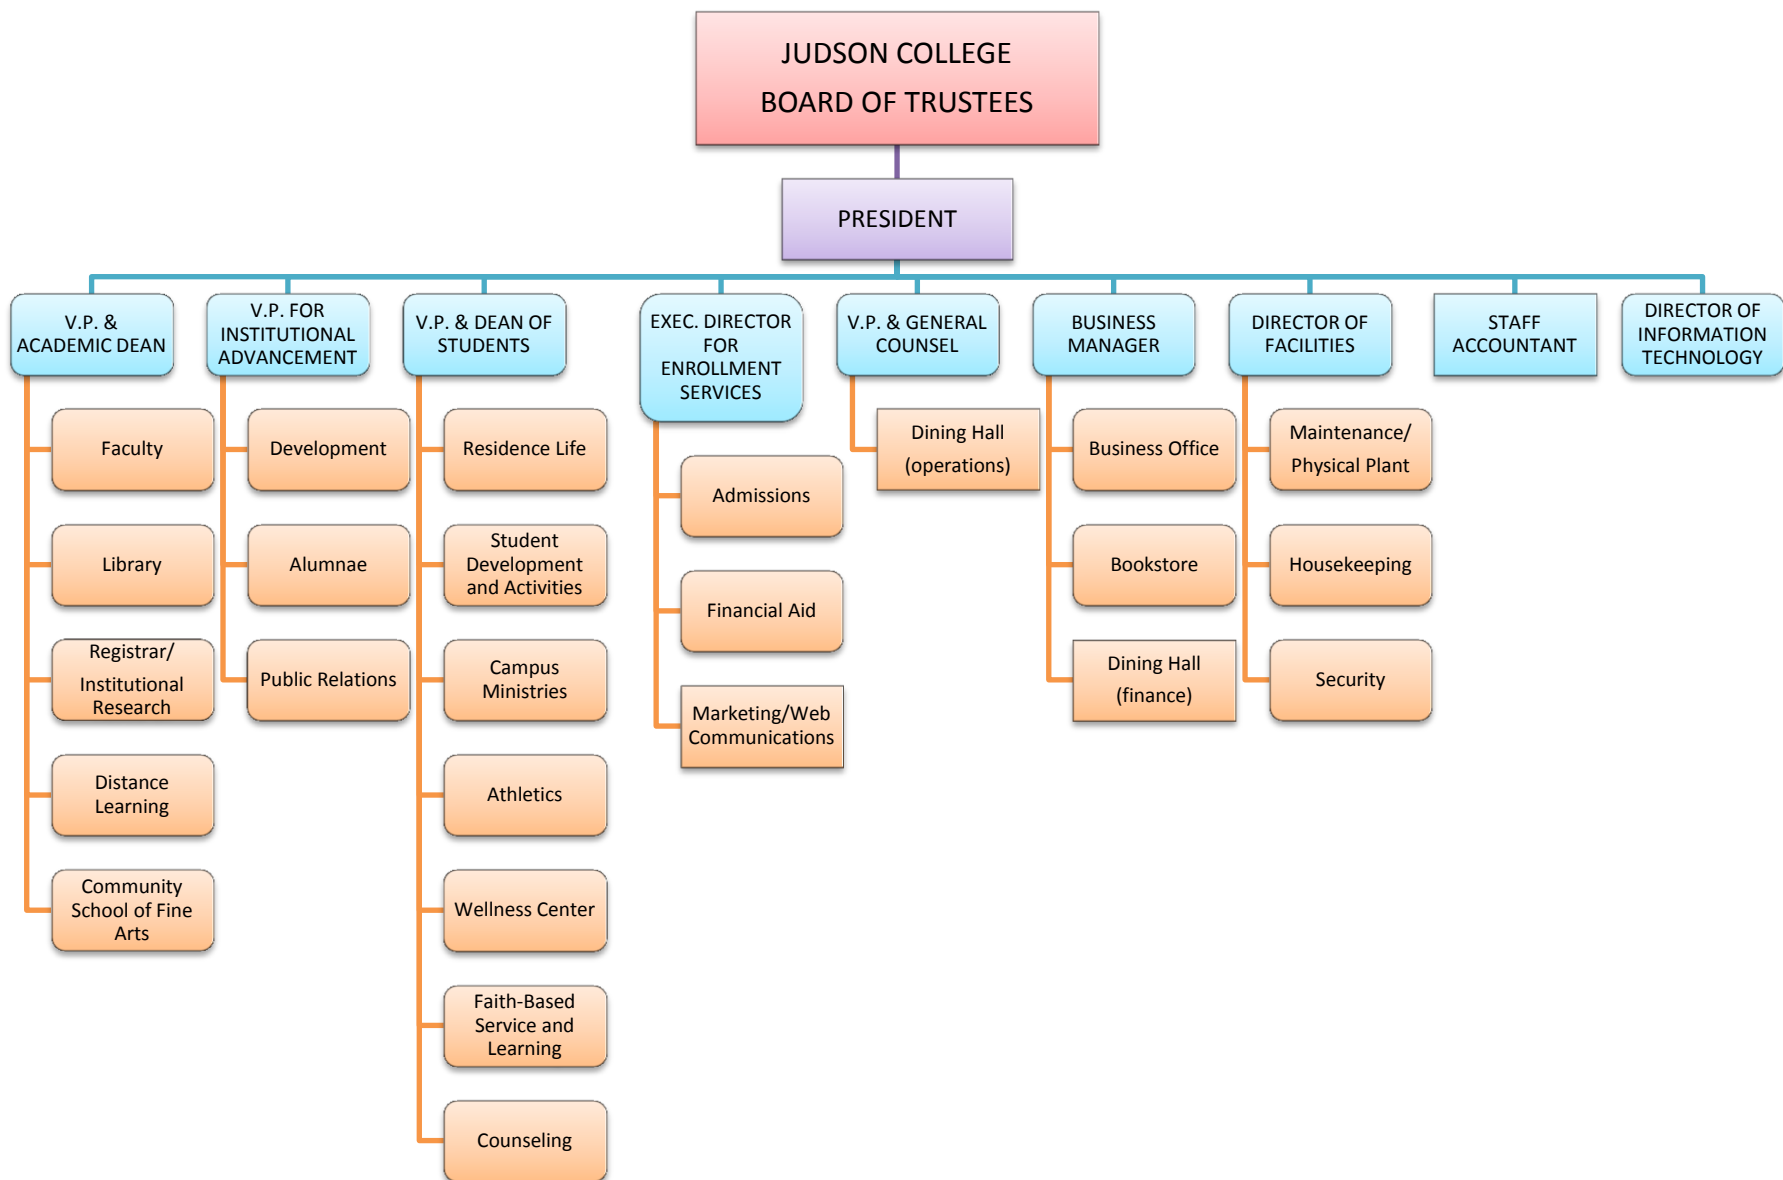 JUDSON COLLEGE
BOARD OF TRUSTEES
PRESIDENT
V.P. &
ACADEMIC DEAN
V.P. FOR
INSTITUTIONAL
ADVANCEMENT
V.P. & DEAN OF
STUDENTS
EXEC. DIRECTOR
FOR
ENROLLMENT
SERVICES
V.P. & GENERAL
COUNSEL
BUSINESS
MANAGER
DIRECTOR OF
FACILITIES
STAFF
ACCOUNTANT
DIRECTOR OF
INFORMATION
TECHNOLOGY
Faculty
Library
Registrar/
Institutional
Research
Distance
Learning
Community
School of Fine
Arts
Development
Alumnae
Public Relations
Residence Life
Student
Development
and Activities
Campus
Ministries
Athletics
Wellness Center
Faith-Based
Service and
Learning
Counseling
Admissions
Financial Aid
Marketing/Web
Communications
Dining Hall
(operations)
Business Office
Bookstore
Dining Hall
(finance)
Maintenance/
Physical Plant
Housekeeping
Security